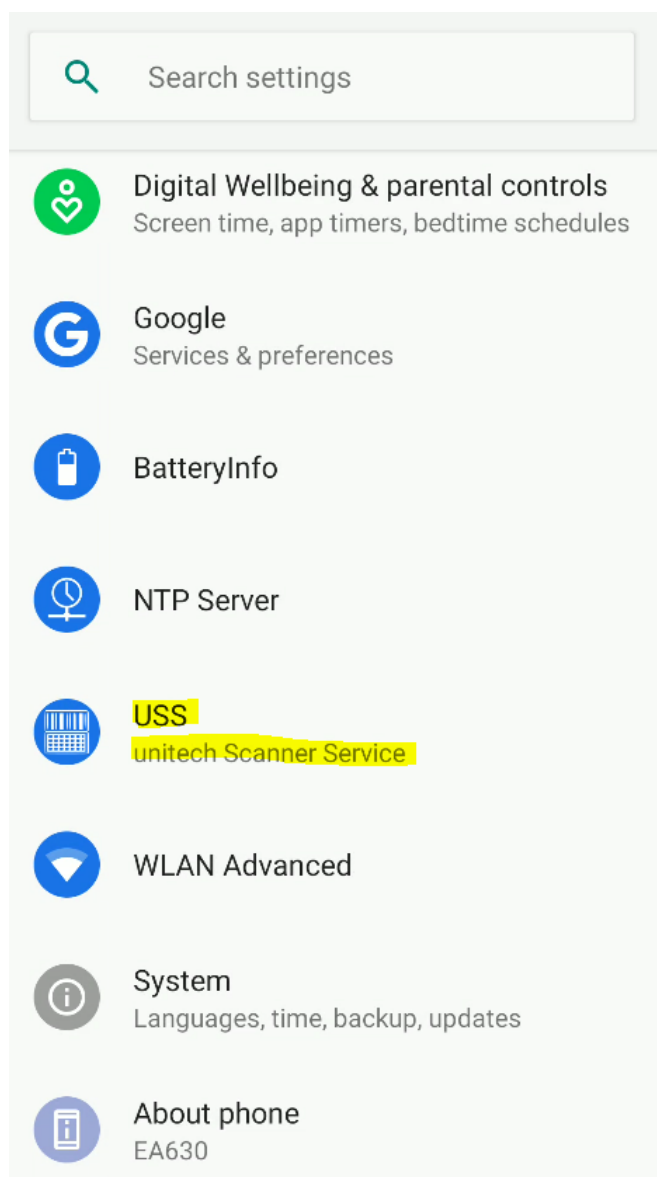 Search settings
Digital Wellbeing & parental controls
Screen time, app timers, bedtime schedules
Google
Services & preferences
BatteryInfo
NTP Server
USS
unitech Scanner Service
WLAN Advanced
System
Languages, time, backup, updates
About phone
EA630